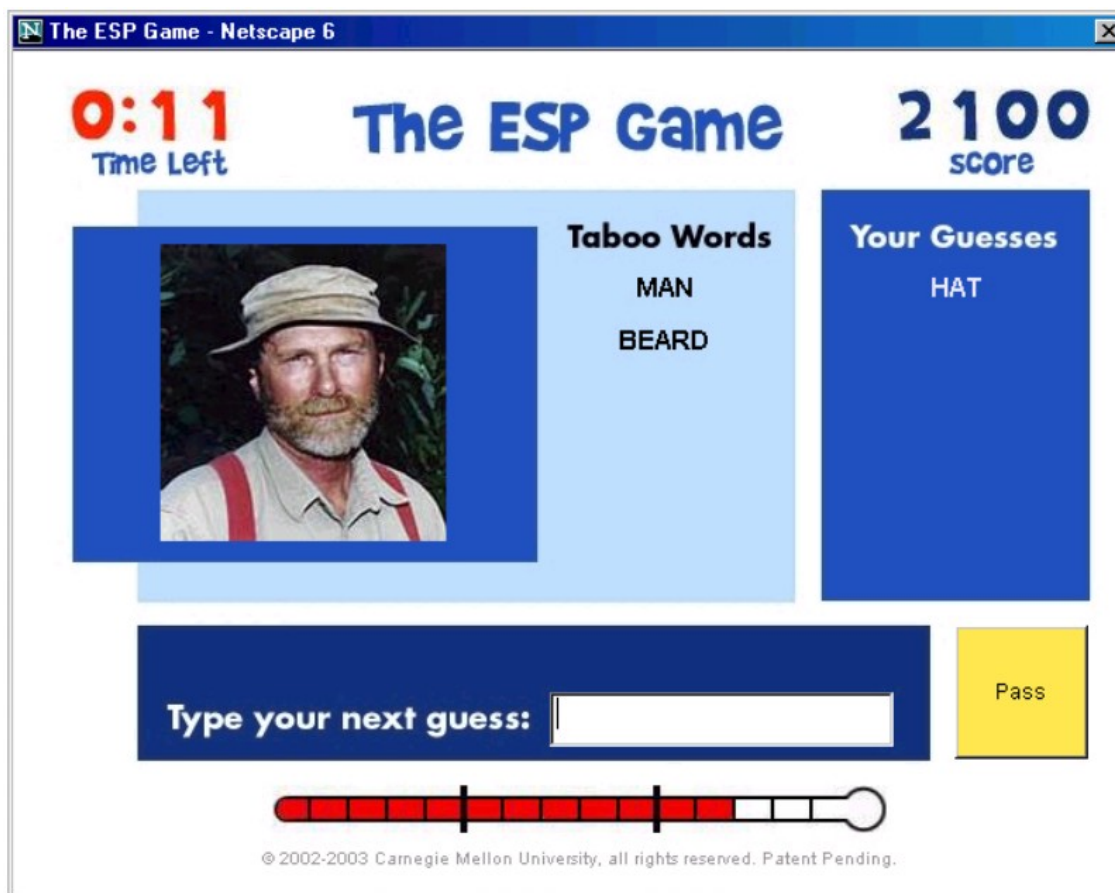 The ESP Game - Netscape 6
0:11
Time Left
The ESP Game
2100
score
Taboo Words
MAN
BEARD
Your Guesses
HAT
Type your next guess:
Pass
© 2002-2003 Carnegie Mellon University, all rights reserved. Patent Pending.